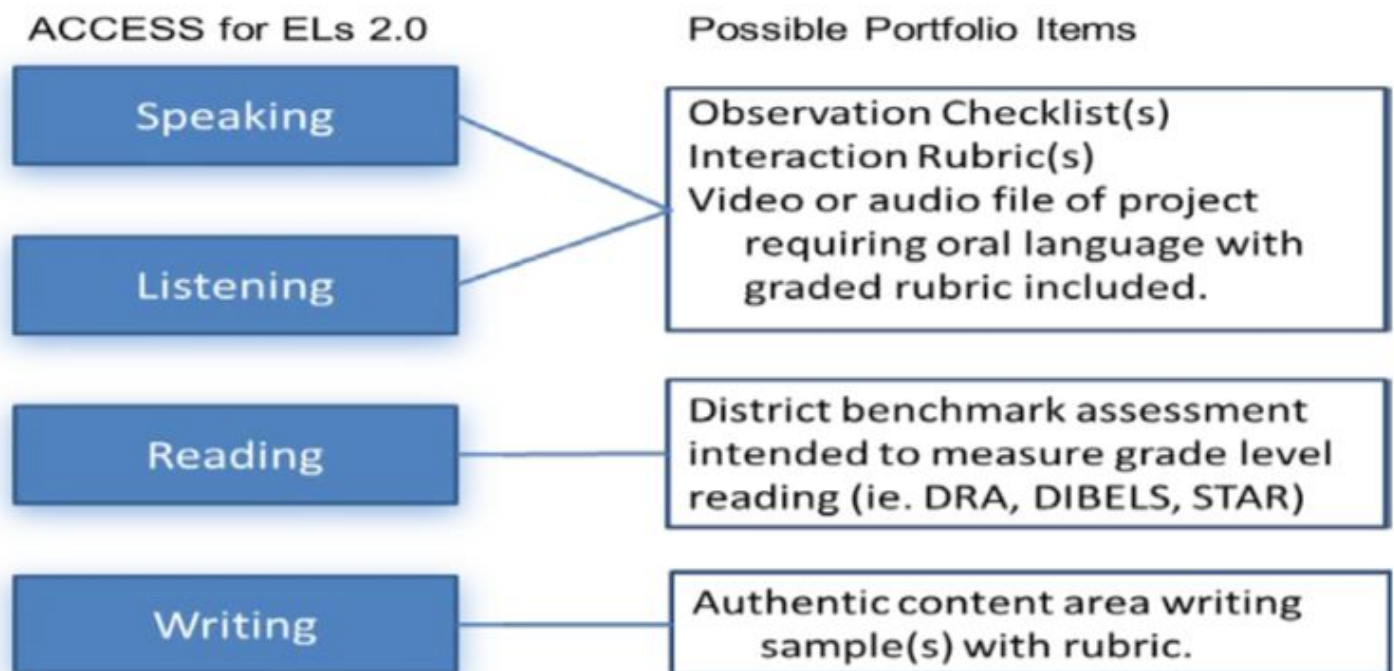 ACCESS for ELs 2.0
Possible Portfolio Items
Speaking
Listening
Observation Checklist(s)
Interaction Rubric(s)
Video or audio file of project
requiring oral language with
graded rubric included.
Reading
District benchmark assessment
intended to measure grade level
reading (ie. DRA, DIBELS, STAR)
Writing
Authentic content area writing
sample(s) with rubric.